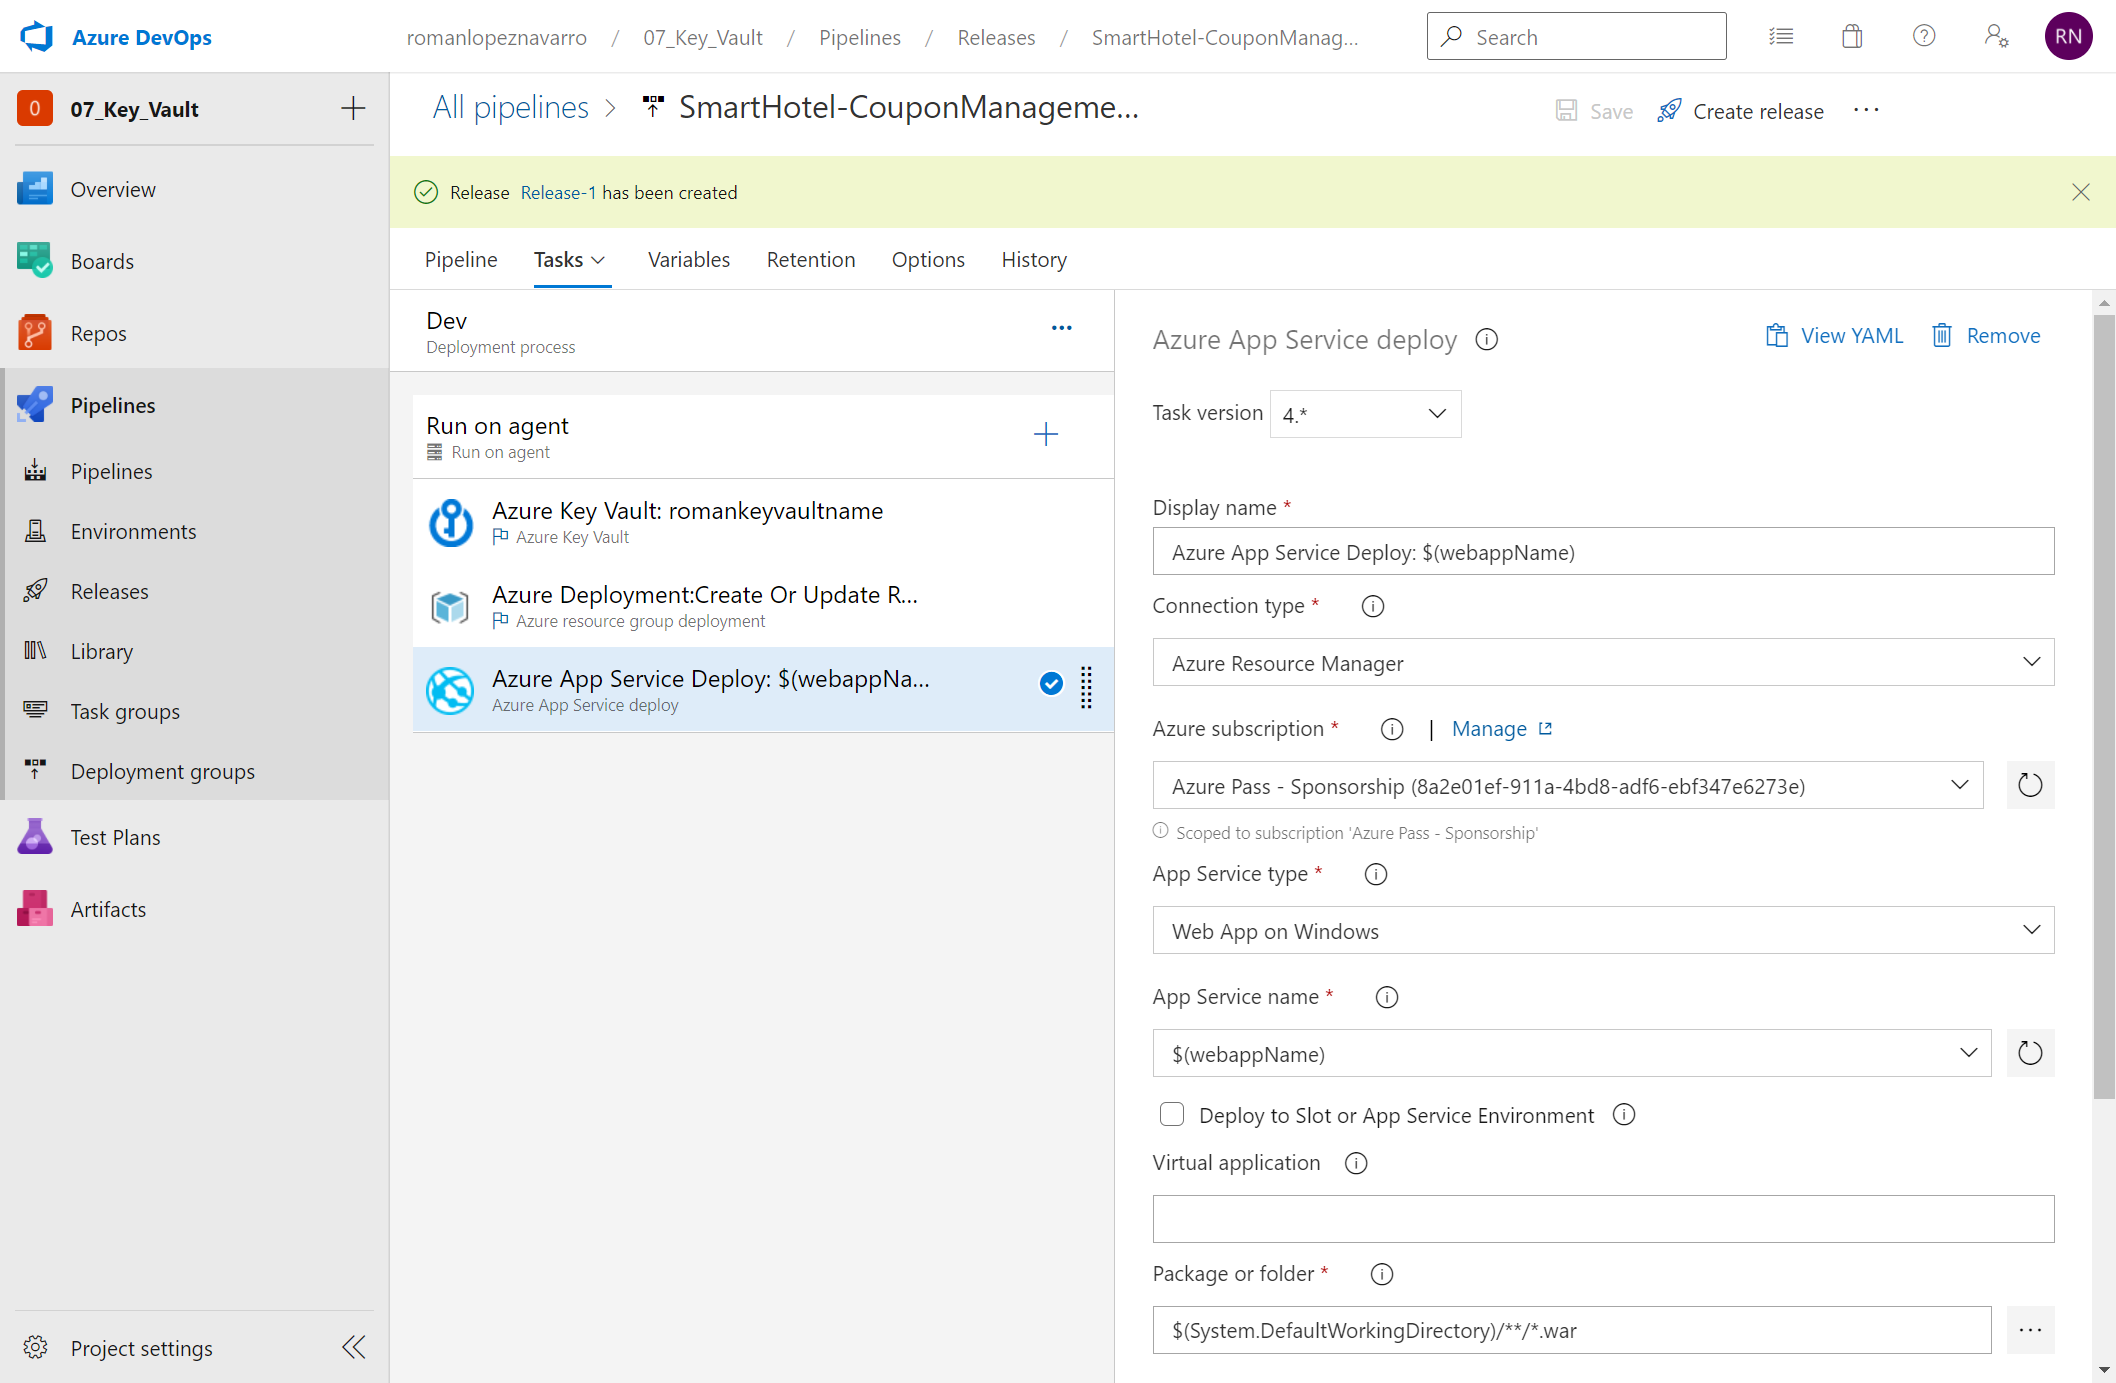 Azure DevOps
romanlopeznavarro / 07_Key_Vault / Pipelines / Releases / SmartHotel-CouponManag...
Search
RN
0 07_Key_Vault
Overview
Boards
Repos
Pipelines
Pipelines
Environments
Releases
Library
Task groups
Deployment groups
Test Plans
Artifacts
Project settings
All pipelines > SmartHotel-CouponManageme...
Save
Create release
Release Release-1 has been created
Pipeline
Tasks
Variables
Retention
Options
History
Dev
Deployment process
Run on agent
Run on agent
Azure Key Vault: romankeyvaultname
Azure Key Vault
Azure Deployment:Create Or Update R...
Azure resource group deployment
Azure App Service Deploy: $(webappNa...
Azure App Service deploy
Azure App Service deploy
View YAML
Remove
Task version 4.*
Display name *
Azure App Service Deploy: $(webappName)
Connection type *
Azure Resource Manager
Azure subscription * | Manage
Azure Pass - Sponsorship (8a2e01ef-911a-4bd8-adf6-ebf347e6273e)
Scoped to subscription 'Azure Pass - Sponsorship'
App Service type *
Web App on Windows
App Service name *
$(webappName)
Deploy to Slot or App Service Environment
Virtual application
Package or folder *
$(System.DefaultWorkingDirectory)/**/*.war